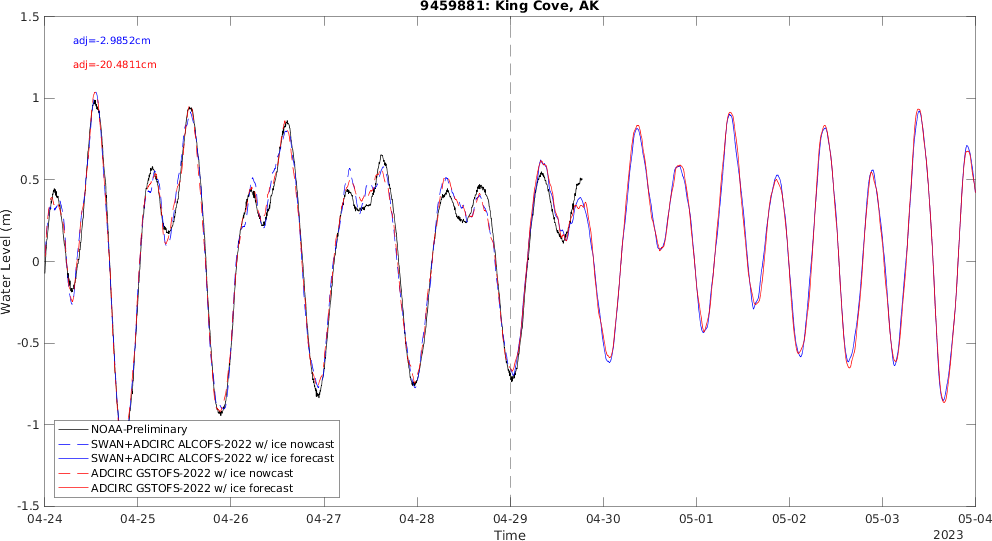 9459881: King Cove, AK
1.5
adj=-2.9852cm
adj=-20.4811cm
1
0.5
0
-0.5
-1
-1.5
Water Level (m)
NOAA-Preliminary
SWAN+ADCIRC ALCOFS-2022 w/ ice nowcast
SWAN+ADCIRC ALCOFS-2022 w/ ice forecast
ADCIRC GSTOFS-2022 w/ ice nowcast
ADCIRC GSTOFS-2022 w/ ice forecast
04-24 04-25 04-26 04-27 04-28 04-29 04-30 05-01 05-02 05-03 05-04
Time
2023